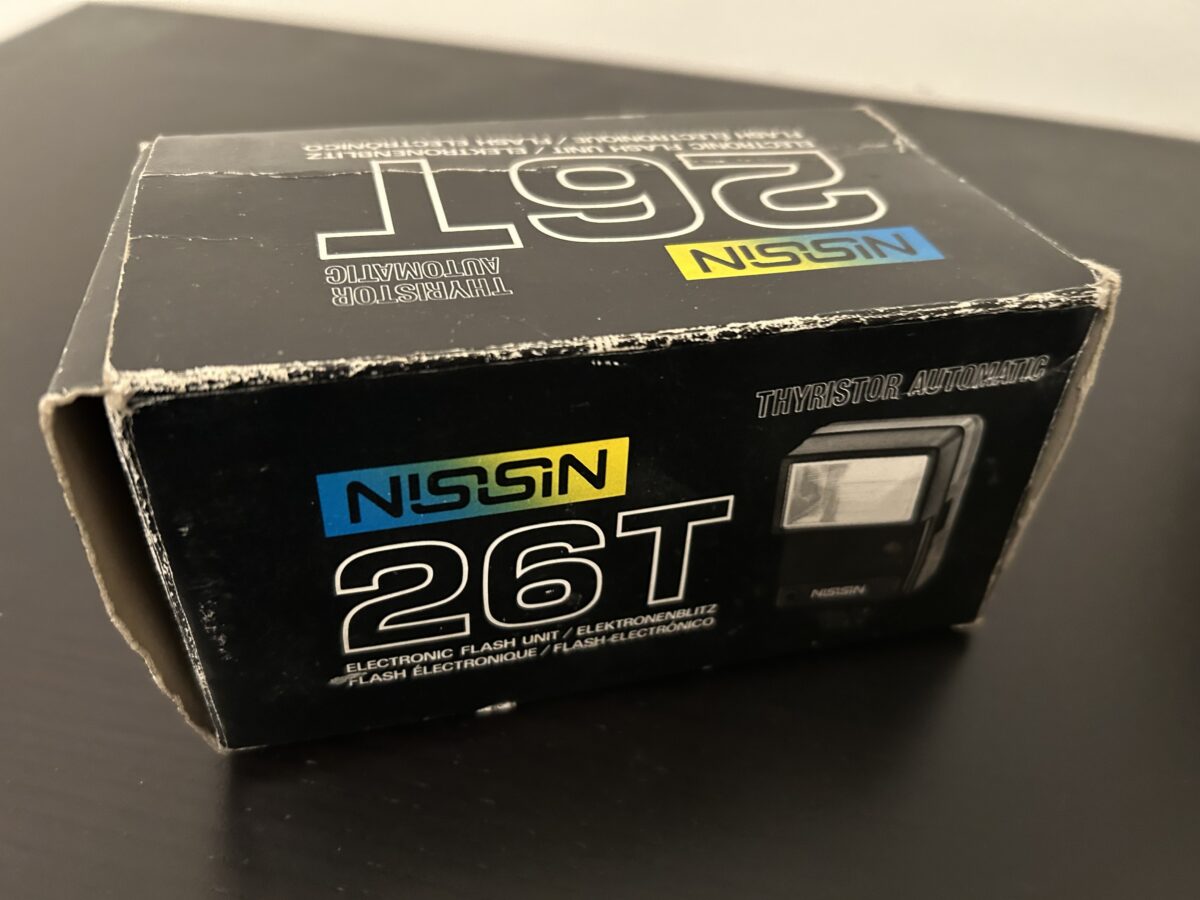 ELECTRONIC FLASH UNIT / ELEKTRONENBLITZ
FLASH ÉLECTRONIQUE / FLASH ELECTRÓNICO
26T
NISSIN
THYRISTOR
AUTOMATIC
THYRISTOR AUTOMATIC
NISSIN
26T
ELECTRONIC FLASH UNIT / ELEKTRONENBLITZ
FLASH ÉLECTRONIQUE / FLASH-ELECTRÓNICO
NISSIN